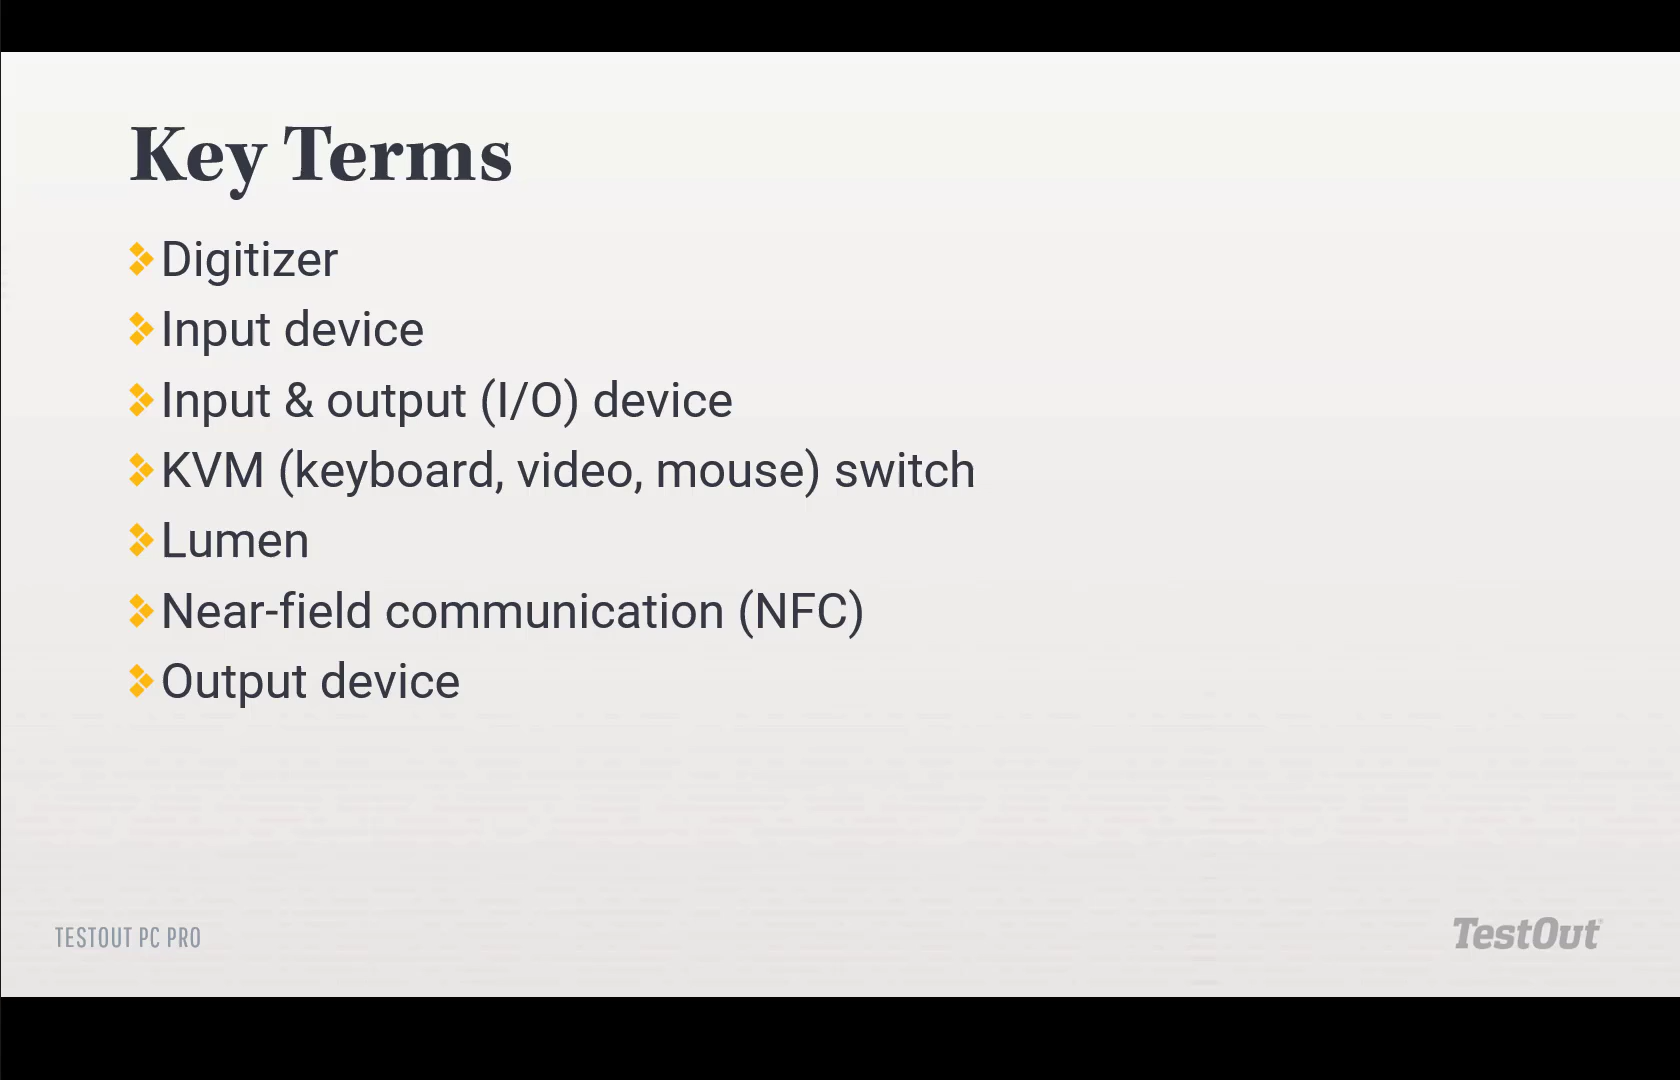 Key Terms
Digitizer
Input device
Input & output (I/O) device
KVM (keyboard, video, mouse) switch
Lumen
Near-field communication (NFC)
Output device
TESTOUT PC PRO
TestOut